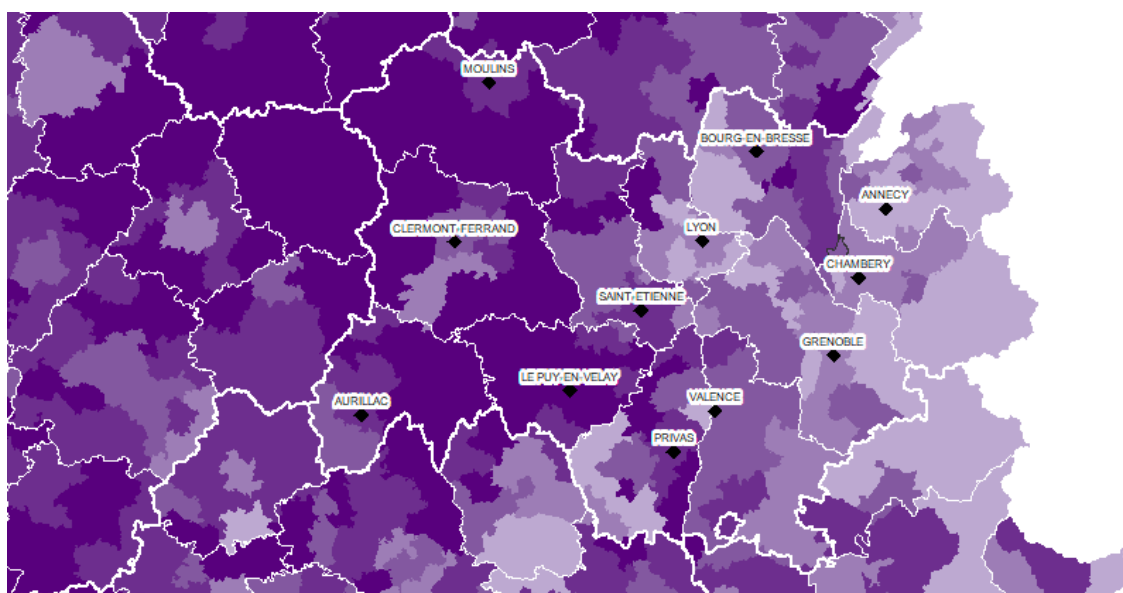 MOULINS
BOURG-EN-BRESSE
ANNECY
CLERMONT-FERRAND
LYON
CHAMBERY
SAINT-ETIENNE
GRENOBLE
LE PUY-EN-VELAY
AURILLAC
VALENCE
PRIVAS